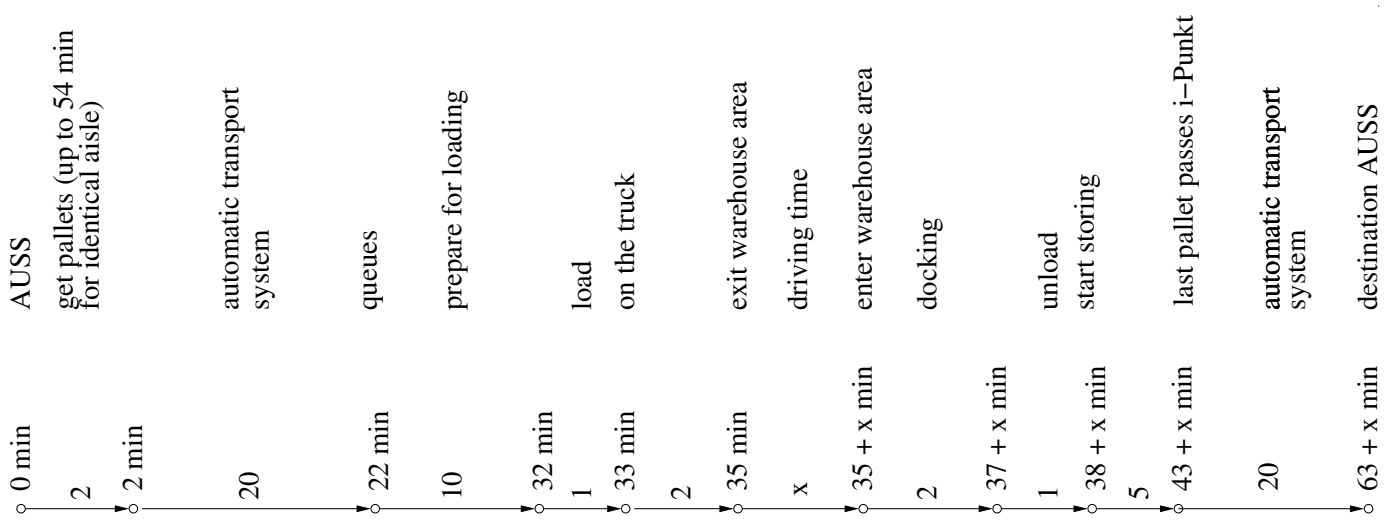 0 min
AUSS
2
get pallets (up to 54 min
for identical aisle)
2 min
20
automatic transport
system
22 min
queues
10
prepare for loading
32 min
1
load
33 min
on the truck
2
35 min
exit warehouse area
x
driving time
35 + x min
enter warehouse area
2
docking
37 + x min
1
unload
38 + x min
start storing
5
43 + x min
last pallet passes i−Punkt
20
automatic transport
system
63 + x min
destination AUSS